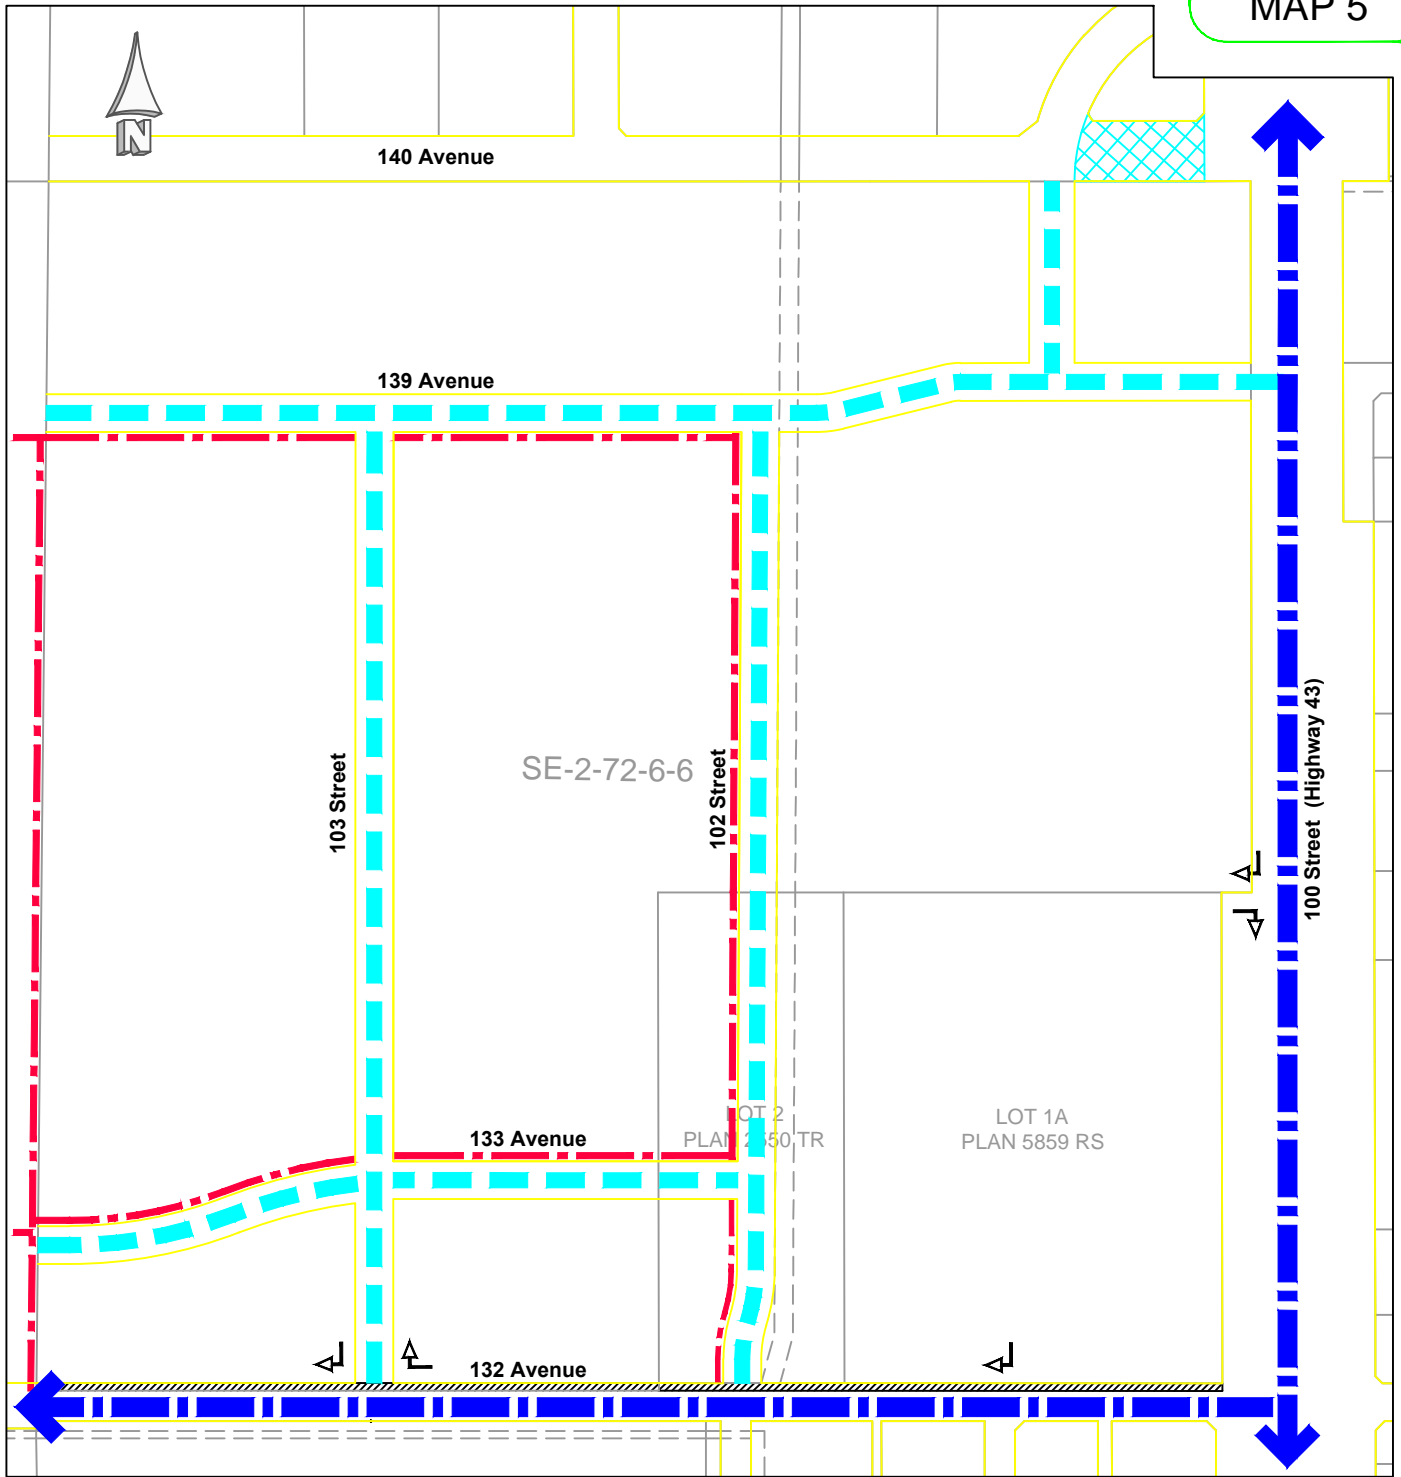 MAP 5
N
140 Avenue
139 Avenue
103 Street
SE-2-72-6-6
102 Street
100 Street (Highway 43)
LOT 2
PLAN 2550 TR
LOT 1A
PLAN 5859 RS
133 Avenue
132 Avenue